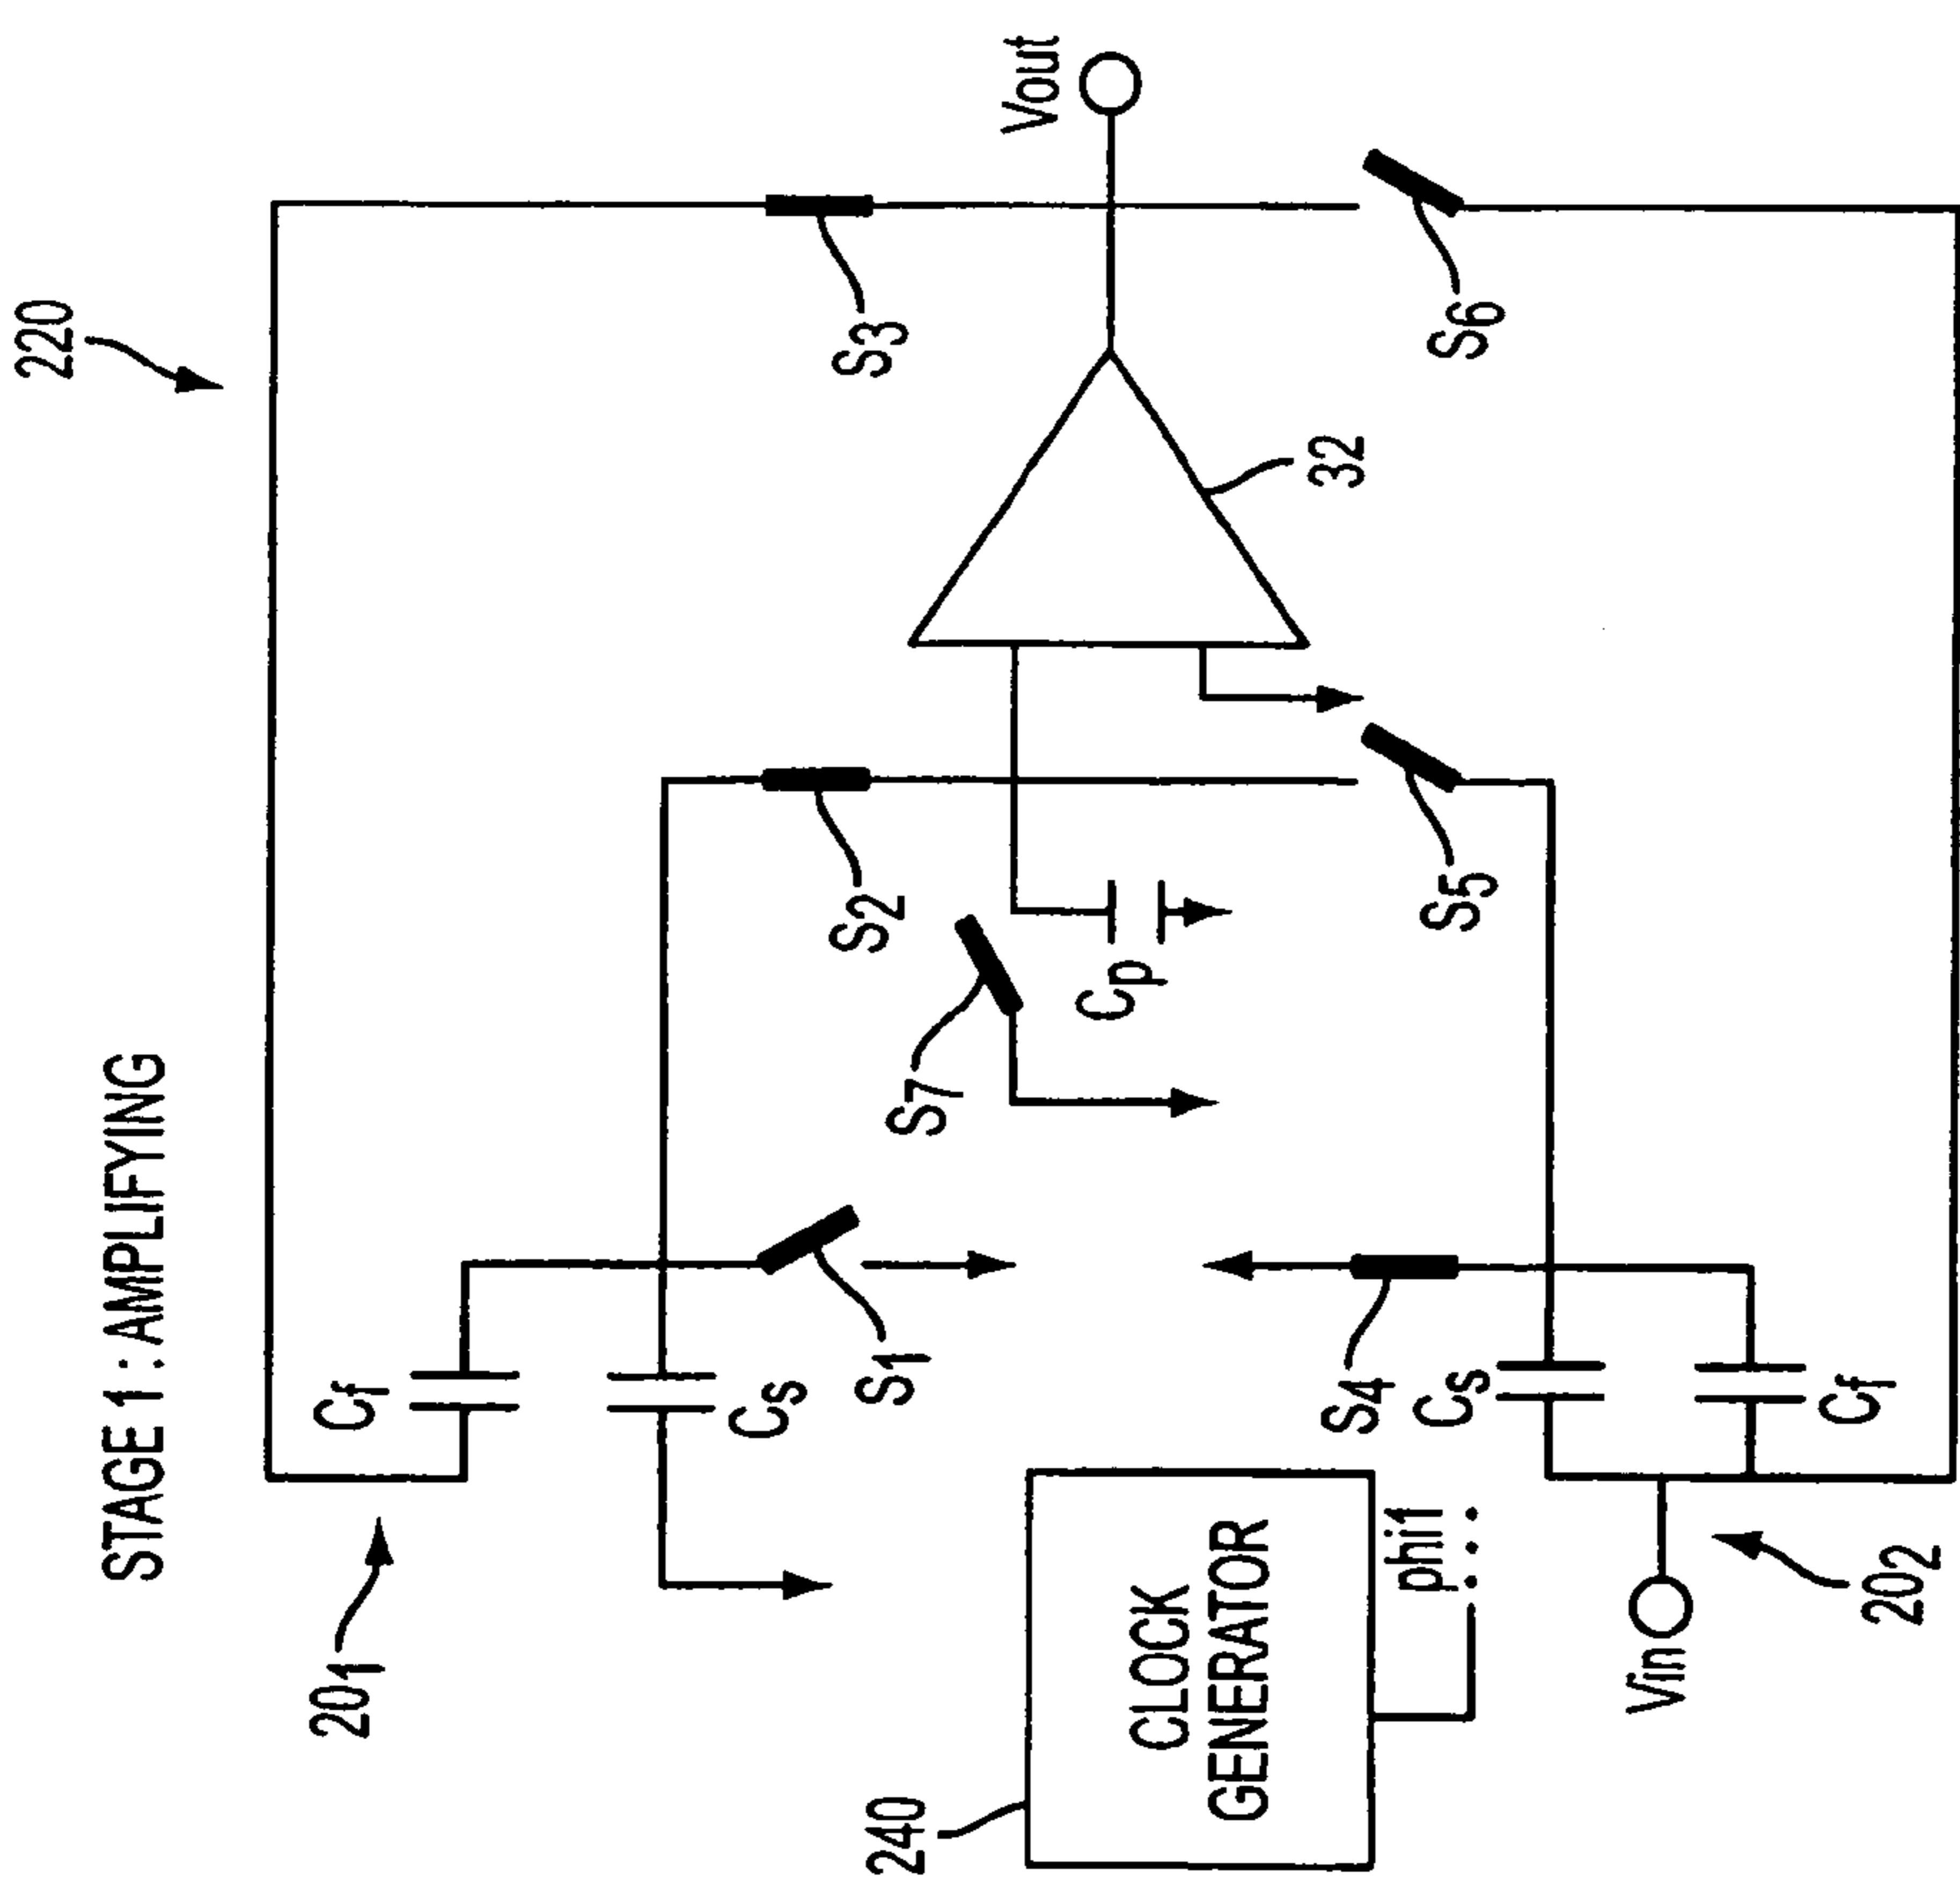 STAGE 1 : AMPLIFYING
220
201
Cf
Cs
S1
S7
S2
S3
Vout
Cp
32
240
CLOCK
GENERATOR
phi1
S4
Cs
Cf
S5
S6
Vin
202